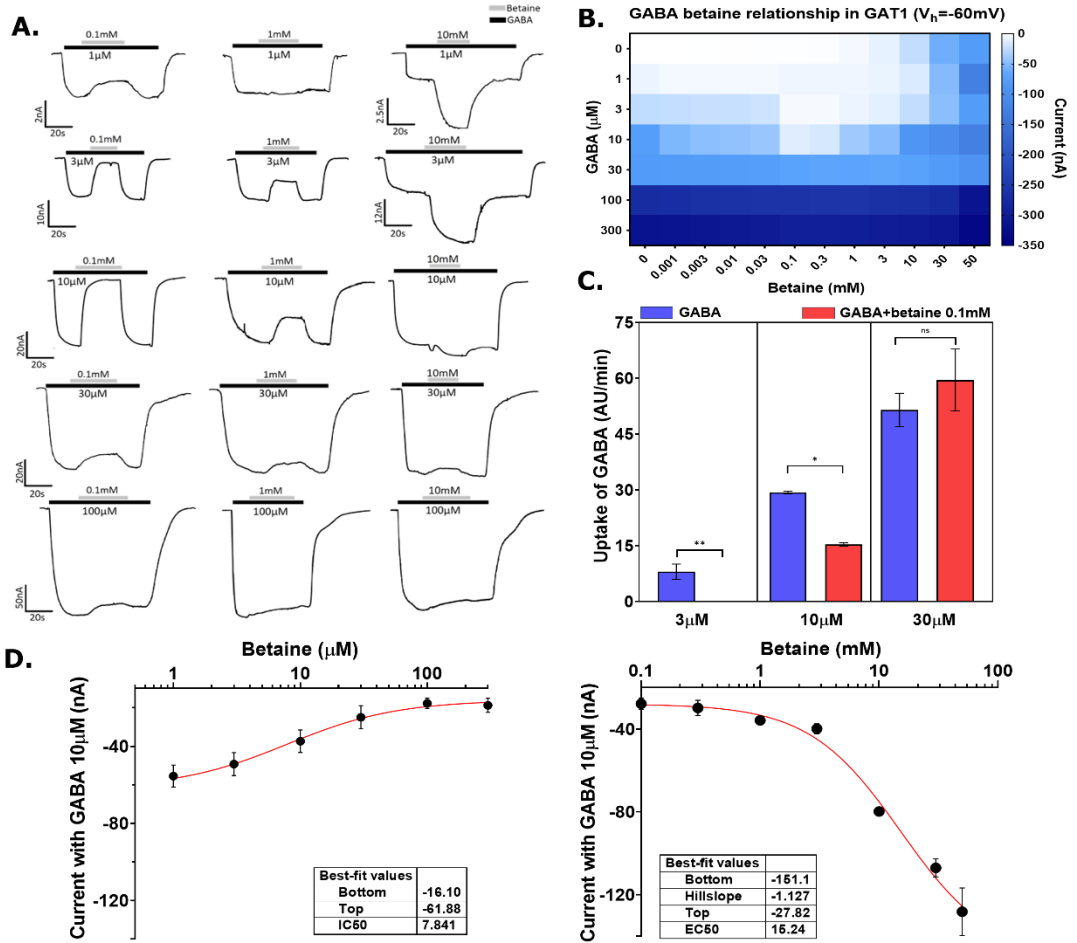 A.
Betaine
GABA
0.1mM
1μM
2nA
20s
1mM
1μM
10mM
1μM
2.5nA
20s
0.1mM
3μM
10nA
20s
1mM
3μM
10mM
3μM
12nA
20s
0.1mM
10μM
20nA
20s
1mM
10μM
10mM
10μM
0.1mM
30μM
20nA
20s
1mM
30μM
10mM
30μM
0.1mM
100μM
50nA
20s
1mM
100μM
10mM
100μM
B.
GABA betaine relationship in GAT1 (Vh=-60mV)
GABA (μM)
0
1
3
10
30
100
300
0 0.001 0.003 0.01 0.03 0.1 0.3 1 3 10 30 50
Betaine (mM)
0
-50
-100
-150
-200
-250
-300
-350
Current (nA)
C.
GABA
GABA+betaine 0.1mM
Uptake of GABA (AU/min)
75
60
45
30
15
0
**
*
ns
3μM 10μM 30μM
D.
Betaine (μM)
1 10 100
Current with GABA 10μM (nA)
-40
-80
-120
Best-fit values
Bottom -16.10
Top -61.88
IC50 7.841
Betaine (mM)
0.1 1 10 100
Current with GABA 10μM (nA)
-40
-80
-120
Best-fit values
Bottom -151.1
Hillslope -1.127
Top -27.82
EC50 15.24